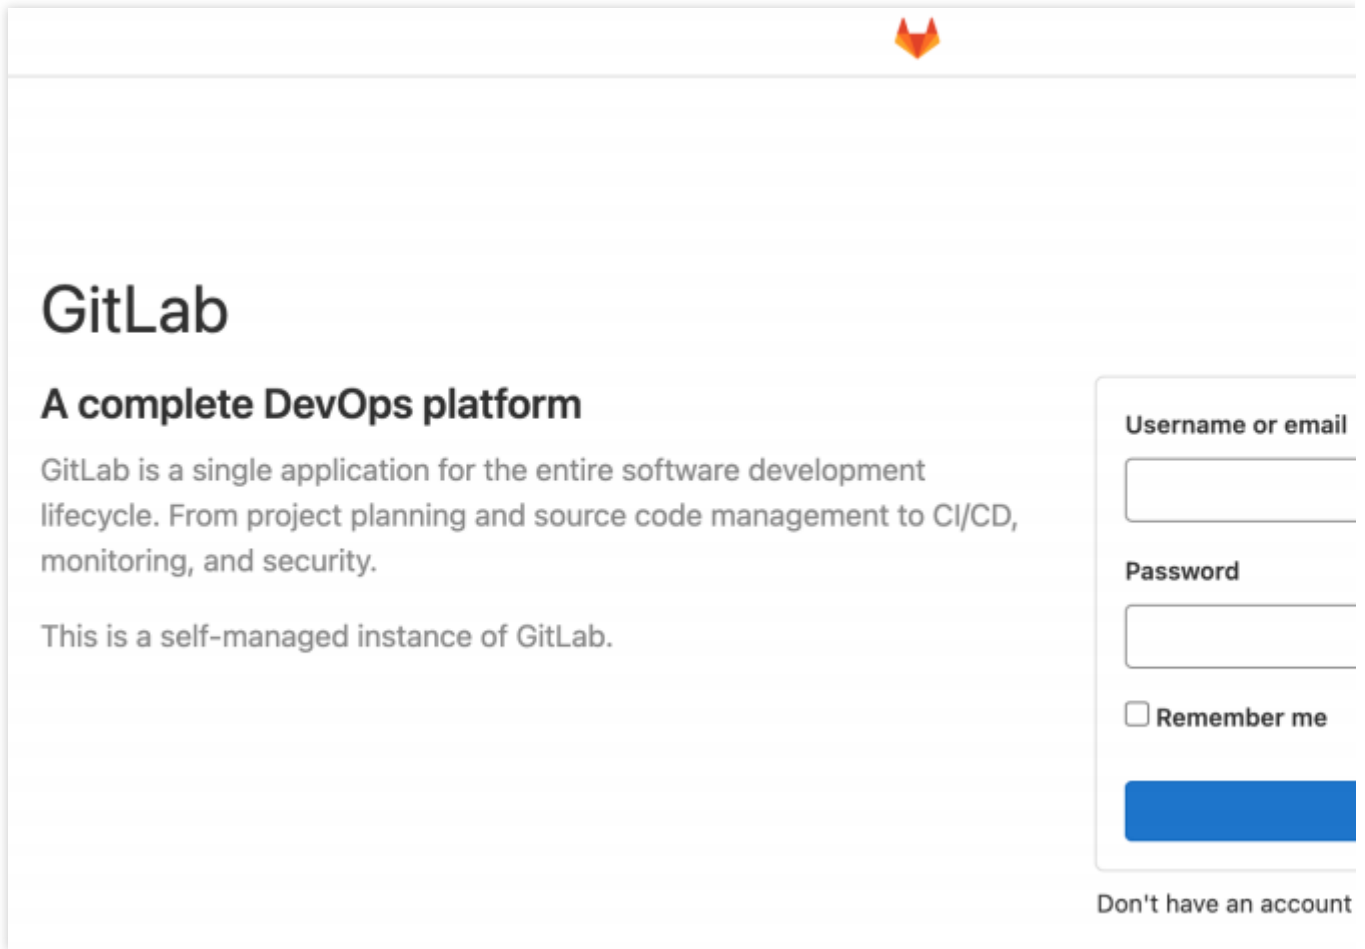 GitLab
A complete DevOps platform
GitLab is a single application for the entire software development
lifecycle. From project planning and source code management to CI/CD,
monitoring, and security.
This is a self-managed instance of GitLab.
Username or email
Password
Remember me
Don't have an account